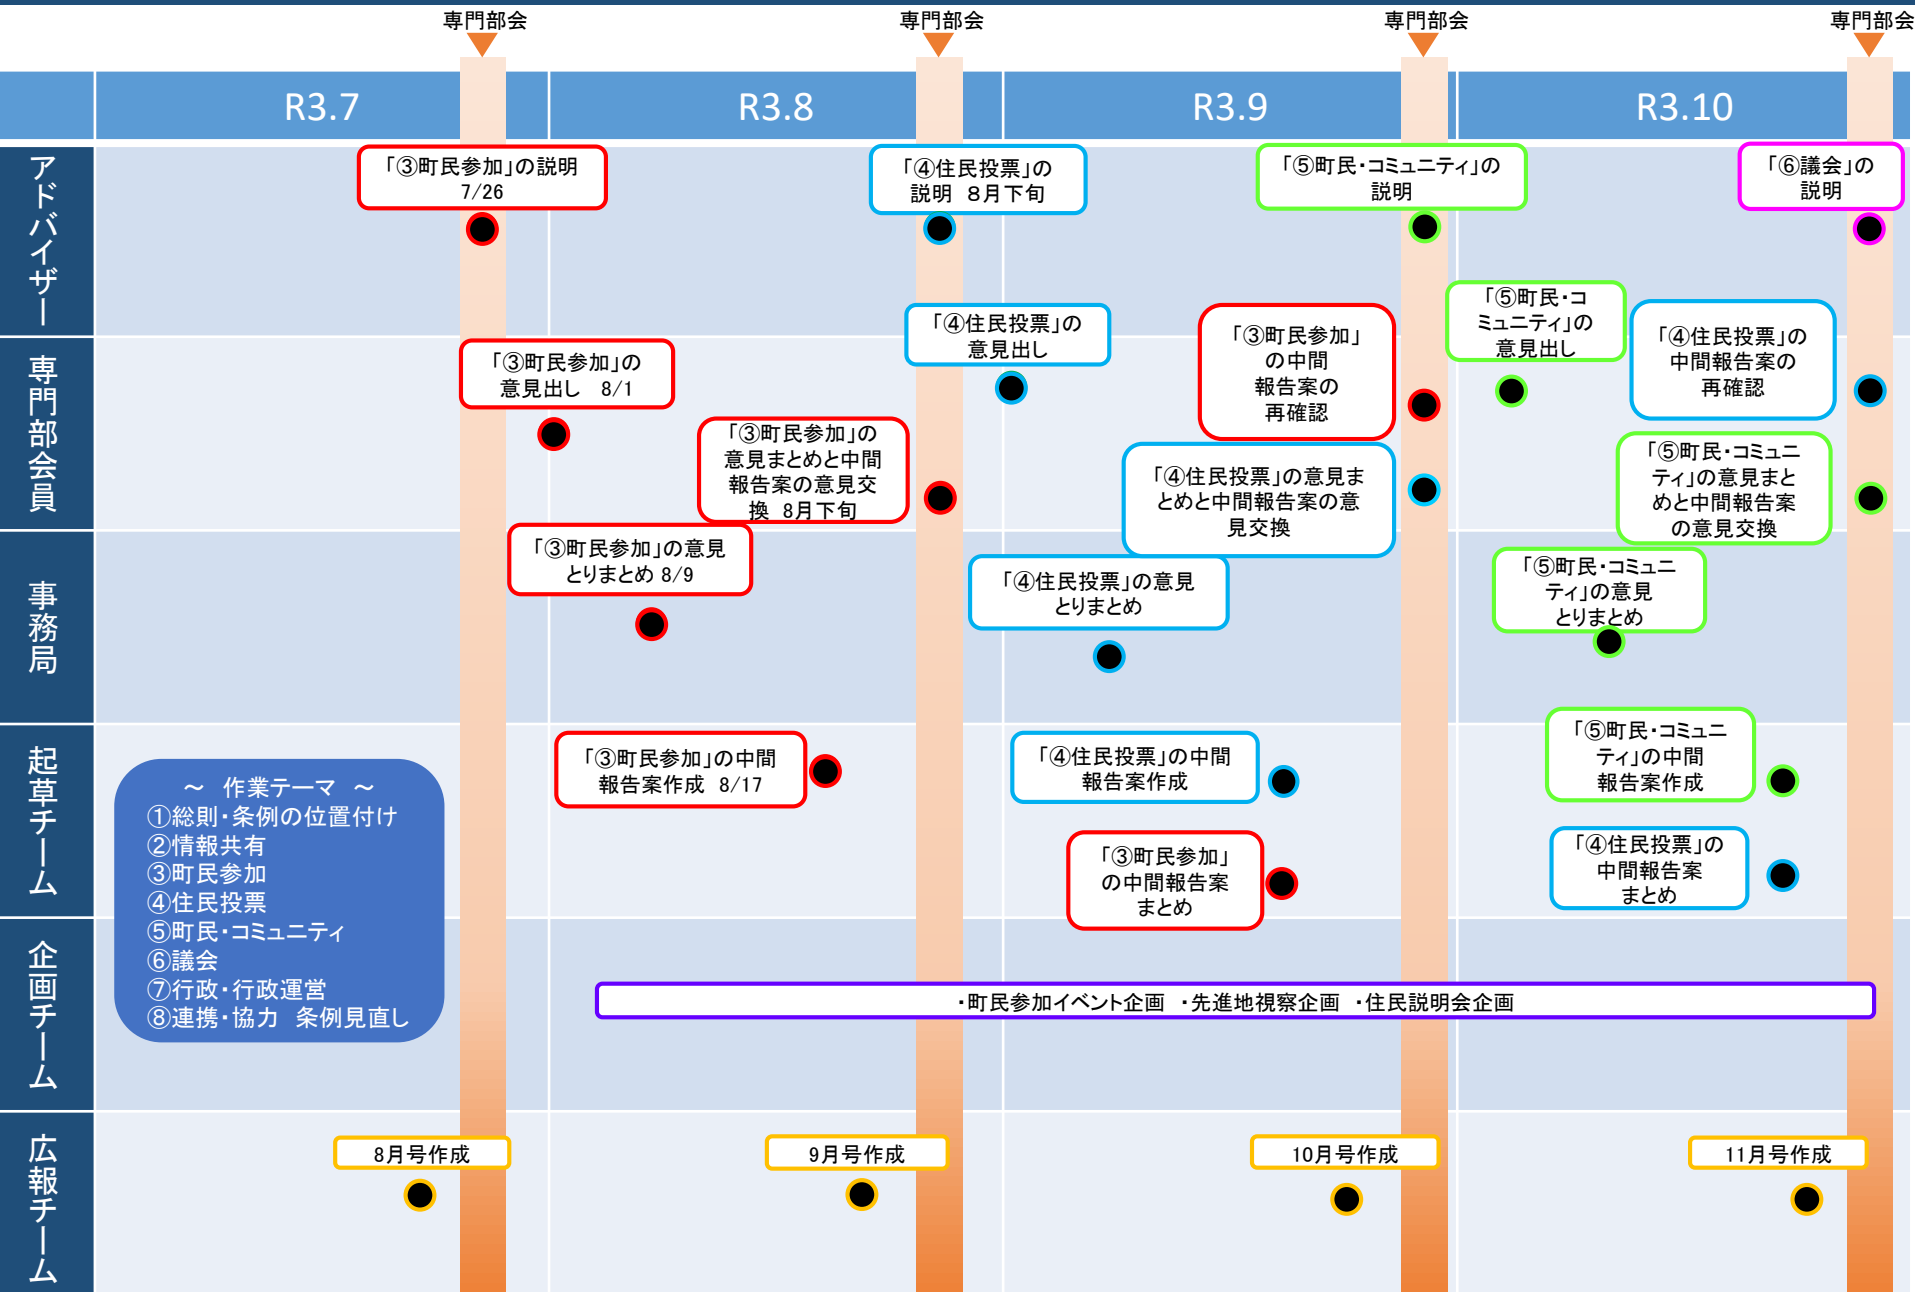 専門部会
専門部会
専門部会
専門部会
R3.7
R3.8
R3.9
R3.10
アドバイザー
「③町民参加」の説明
7/26
「④住民投票」の
説明 8月下旬
「⑤町民・コミュニティ」の
説明
「⑥議会」の
説明
専門部会員
「③町民参加」の
意見出し 8/1
「③町民参加」の
意見まとめと中間
報告案の意見交
換 8月下旬
「④住民投票」の
意見出し
「③町民参加」
の中間
報告案の
再確認
「④住民投票」の意見ま
とめと中間報告案の意
見交換
「⑤町民・コ
ミュニティ」の
意見出し
「④住民投票」の
中間報告案の
再確認
「⑤町民・コミュニ
ティ」の意見まと
めと中間報告案
の意見交換
事務局
「③町民参加」の意見
とりまとめ 8/9
「④住民投票」の意見
とりまとめ
「⑤町民・コミュニ
ティ」の意見
とりまとめ
起草チーム
「③町民参加」の中間
報告案作成 8/17
「④住民投票」の中間
報告案作成
「③町民参加」
の中間報告案
まとめ
「⑤町民・コミュニ
ティ」の中間
報告案作成
「④住民投票」の
中間報告案
まとめ
～ 作業テーマ ～
①総則・条例の位置付け
②情報共有
③町民参加
④住民投票
⑤町民・コミュニティ
⑥議会
⑦行政・行政運営
⑧連携・協力 条例見直し
企画チーム
・町民参加イベント企画 ・先進地視察企画 ・住民説明会企画
広報チーム
8月号作成
9月号作成
10月号作成
11月号作成